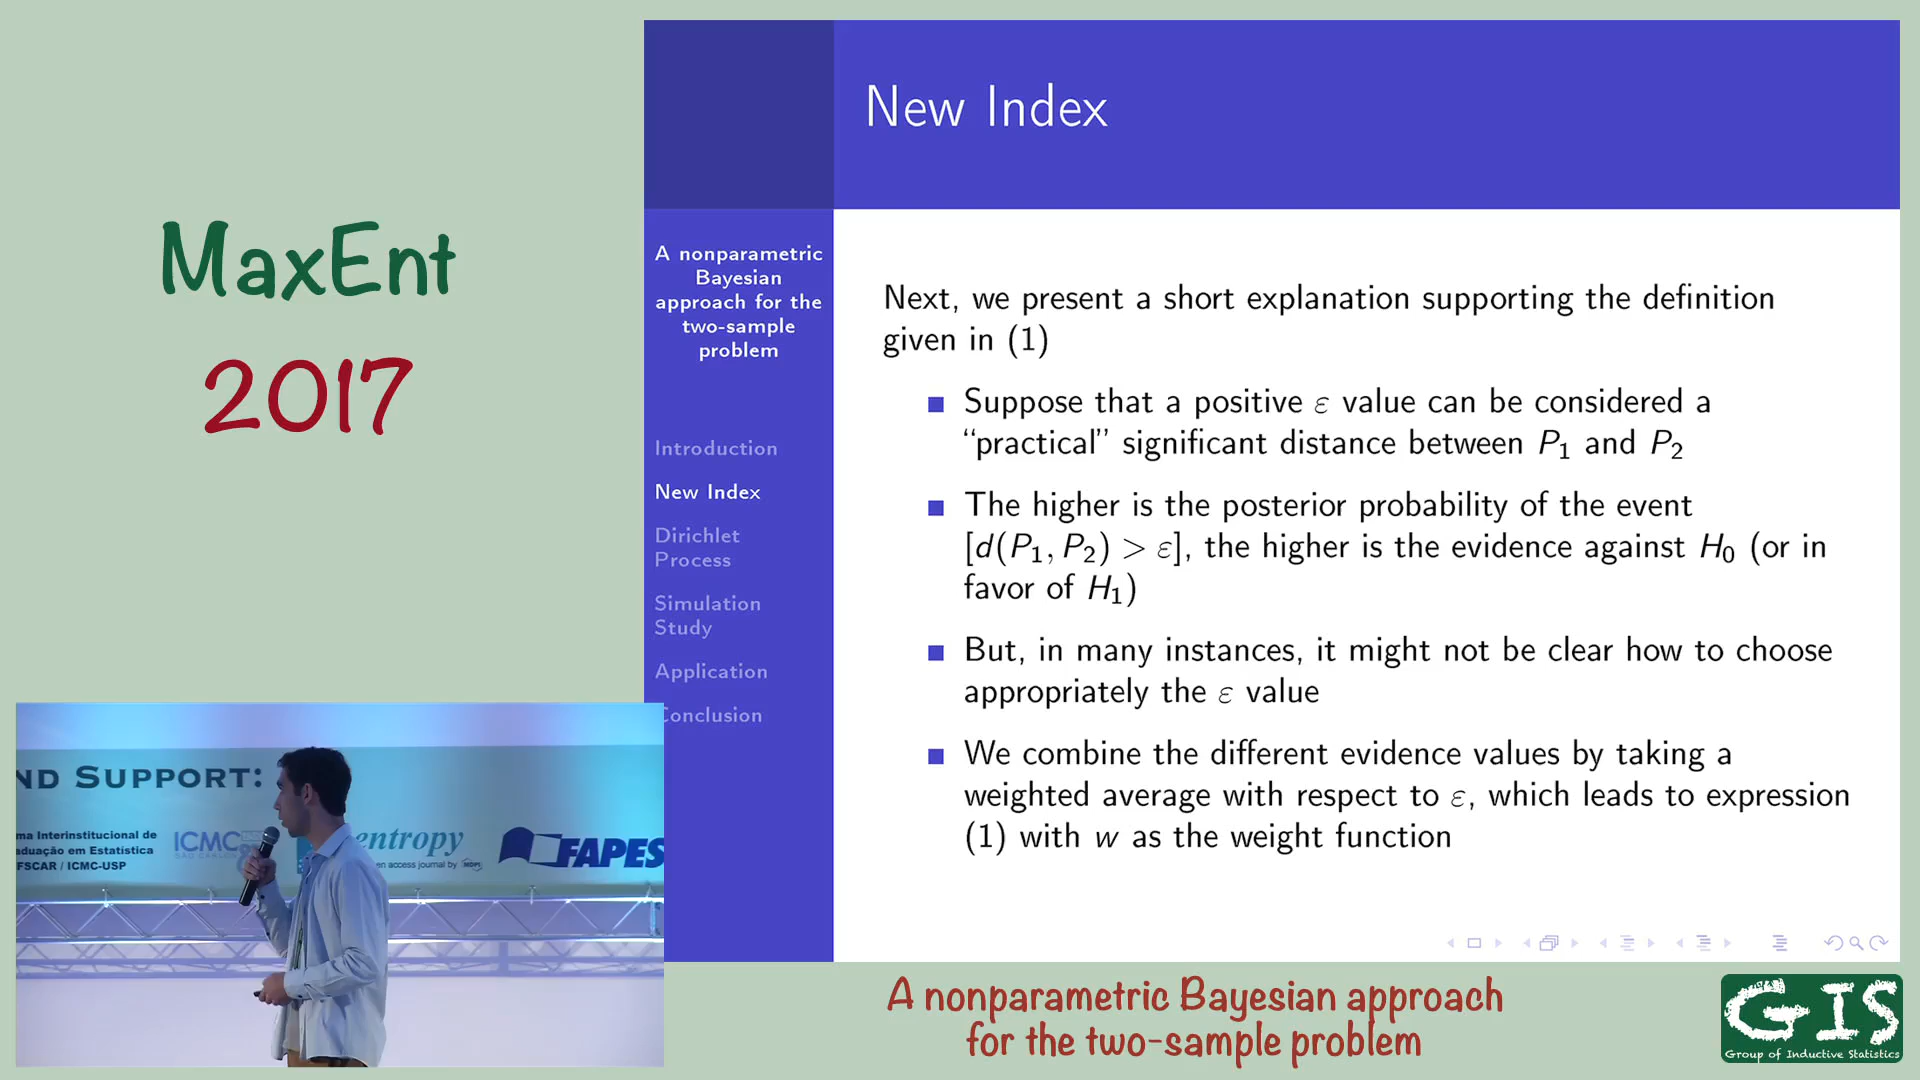 MaxEnt
2017
New Index
A nonparametric
Bayesian
approach for the
two-sample
problem
Introduction
New Index
Dirichlet
Process
Simulation
Study
Application
Conclusion
Next, we present a short explanation supporting the definition
given in (1)
Suppose that a positive ε value can be considered a
“practical” significant distance between P₁ and P₂
The higher is the posterior probability of the event
[d(P₁, P₂) > ε], the higher is the evidence against H₀ (or in
favor of H₁)
But, in many instances, it might not be clear how to choose
appropriately the ε value
We combine the different evidence values by taking a
weighted average with respect to ε, which leads to expression
(1) with w as the weight function
ND SUPPORT:
ma Interinstitucional de
aduação em Estatística
FSCAR / ICMC-USP
ICMC
SÃO CARLOS
entropy
en access journal by MDPI
FAPES
A nonparametric Bayesian approach
for the two-sample problem
GIS
Group of Inductive Statistics